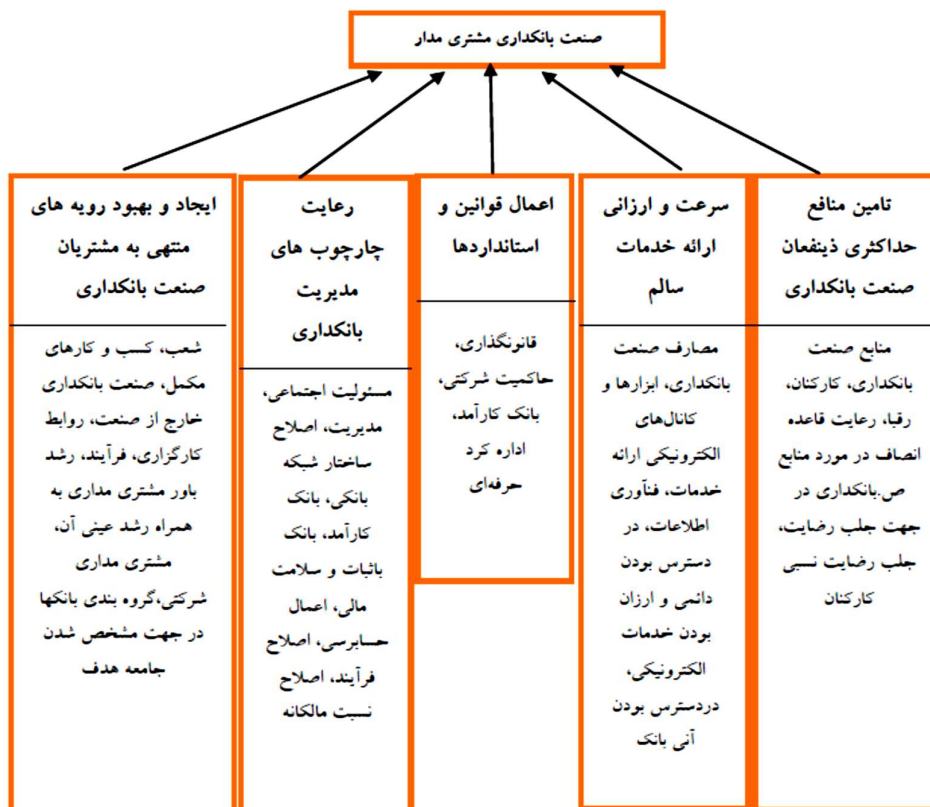 صنعت بانکداری مشتری مدار
تامین منافع
حداکثری ذینفعان
صنعت بانکداری
منابع صنعت
بانکداری، کارکنان،
رقبا، رعایت قاعده
انصاف در مورد منابع
ص.بانکداری در
جهت جلب رضایت،
جلب رضایت نسبی
کارکنان
سرعت و ارزانی
ارائه خدمات
سالم
مصارف صنعت
بانکداری، ابزارها و
کانال‌های
الکترونیکی ارائه
خدمات، فنآوری
اطلاعات، در
دسترس بودن
دائمی و ارزان
بودن خدمات
الکترونیکی،
دردسترس بودن
آنی بانک
اعمال قوانین و
استانداردها
قانونگذاری،
حاکمیت شرکتی،
بانک کارآمد،
اداره کرد
حرفه‌ای
رعایت
چارچوب های
مدیریت
بانکداری
مسئولیت اجتماعی،
مدیریت، اصلاح
ساختار شبکه
بانکی، بانک
کارآمد، بانک
باثبات و سلامت
مالی، اعمال
حسابرسی، اصلاح
فرآیند، اصلاح
نسبت مالکانه
ایجاد و بهبود رویه های
منتهی به مشتریان
صنعت بانکداری
شعب، کسب و کارهای
مکمل، صنعت بانکداری
خارج از صنعت، روابط
کارگزاری، فرآیند، رشد
باور مشتری مداری به
همراه رشد عینی آن،
مشتری مداری
شرکتی،گروه بندی بانکها
در جهت مشخص شدن
جامعه هدف